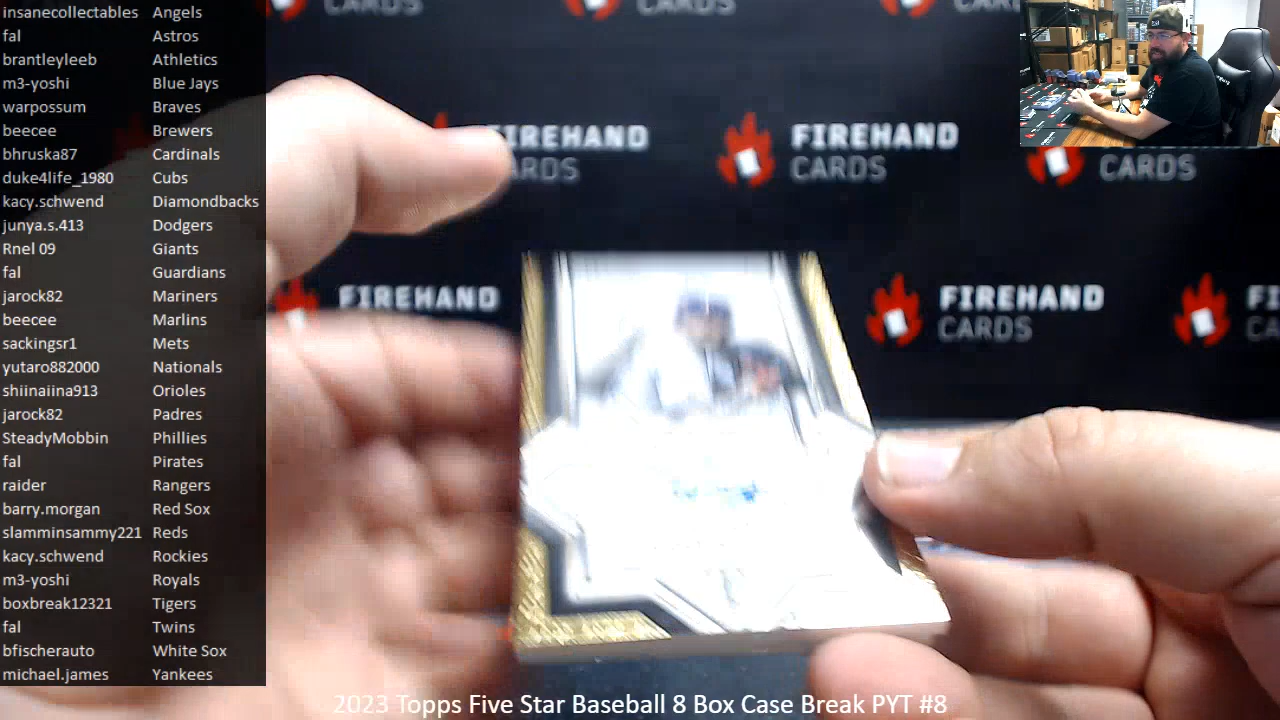 insanecollectables Angels
fal Astros
brantleyleeb Athletics
m3-yoshi Blue Jays
warpossum Braves
beecee Brewers
bhruska87 Cardinals
duke4life_1980 Cubs
kacy.schwend Diamondbacks
junya.s.413 Dodgers
Rnel 09 Giants
fal Guardians
jarock82 Mariners
beecee Marlins
sackingsr1 Mets
yutaro882000 Nationals
shiinaiina913 Orioles
jarock82 Padres
SteadyMobbin Phillies
fal Pirates
raider Rangers
barry.morgan Red Sox
slamminsammy221 Reds
kacy.schwend Rockies
m3-yoshi Royals
boxbreak12321 Tigers
fal Twins
bfischerauto White Sox
michael.james Yankees
CARDS
CARDS
CARDS
FIREHAND
CARDS
FIREHAND
CARDS
CARDS
FIREHAND
FIREHAND
CARDS
2023 Topps Five Star Baseball 8 Box Case Break PYT #8